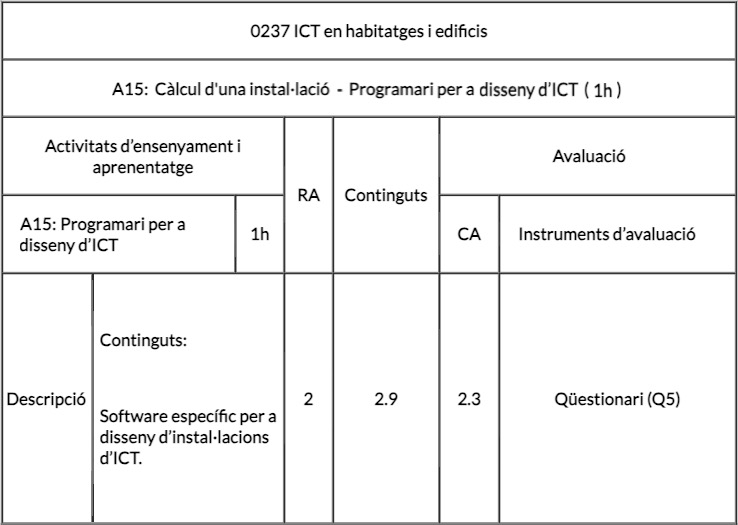 0237 ICT en habitatges i edificis
A15: Càlcul d'una instal·lació - Programari per a disseny d'ICT ( 1h )
Activitats d'ensenyament i
aprenentatge
RA
Continguts
Avaluació
A15: Programari per a
disseny d'ICT
1h
CA
Instruments d'avaluació
Descripció
Continguts:
Software específic per a
disseny d'instal·lacions
d'ICT.
2
2.9
2.3
Qüestionari (Q5)